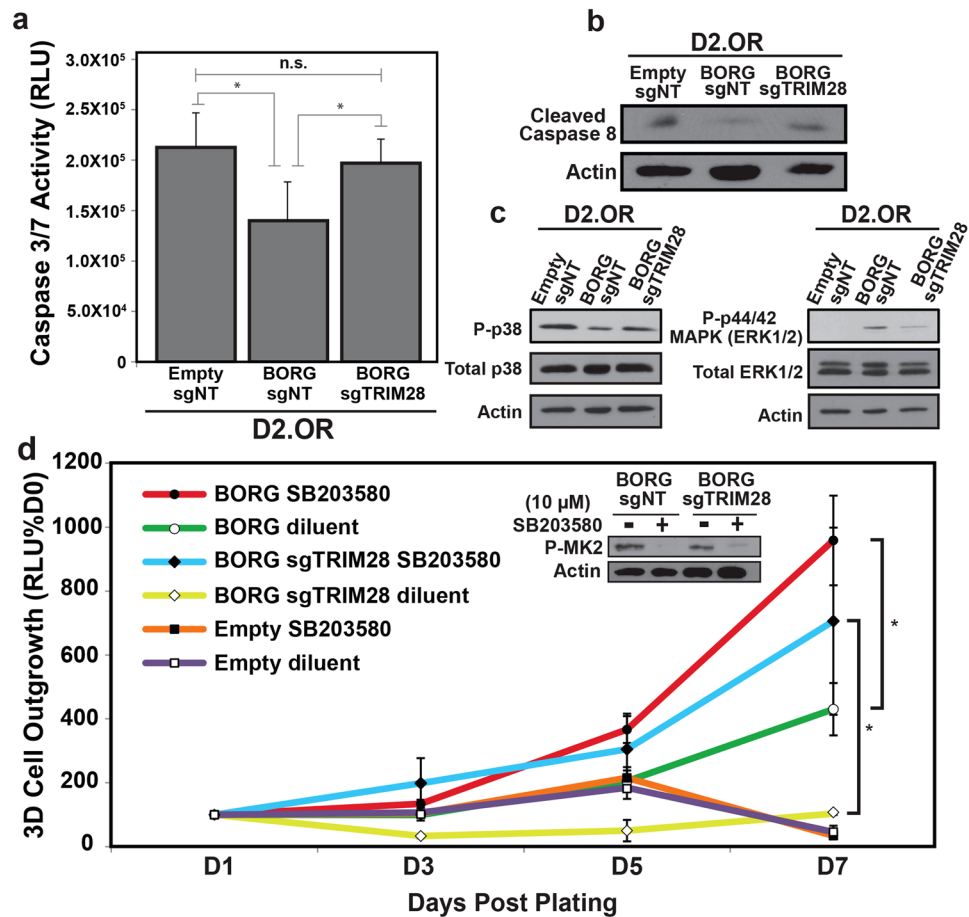 a
Caspase 3/7 Activity (RLU)
3.0X10⁵
2.5X10⁵
2.0X10⁵
1.5X10⁵
1.0X10⁵
5.0X10⁴
0
n.s.
*
*
Empty sgNT
BORG sgNT
BORG sgTRIM28
D2.OR
b
D2.OR
Empty sgNT
BORG sgNT
BORG sgTRIM28
Cleaved Caspase 8
Actin
c
D2.OR
Empty sgNT
BORG sgNT
BORG sgTRIM28
P-p38
Total p38
Actin
D2.OR
Empty sgNT
BORG sgNT
BORG sgTRIM28
P-p44/42 MAPK (ERK1/2)
Total ERK1/2
Actin
d
3D Cell Outgrowth (RLU%D0)
1200
1000
800
600
400
200
0
BORG SB203580
BORG diluent
BORG sgTRIM28 SB203580
BORG sgTRIM28 diluent
Empty SB203580
Empty diluent
BORG sgNT
BORG sgTRIM28
(10 µM)
SB203580 - + - +
P-MK2
Actin
*
*
D1 D3 D5 D7
Days Post Plating